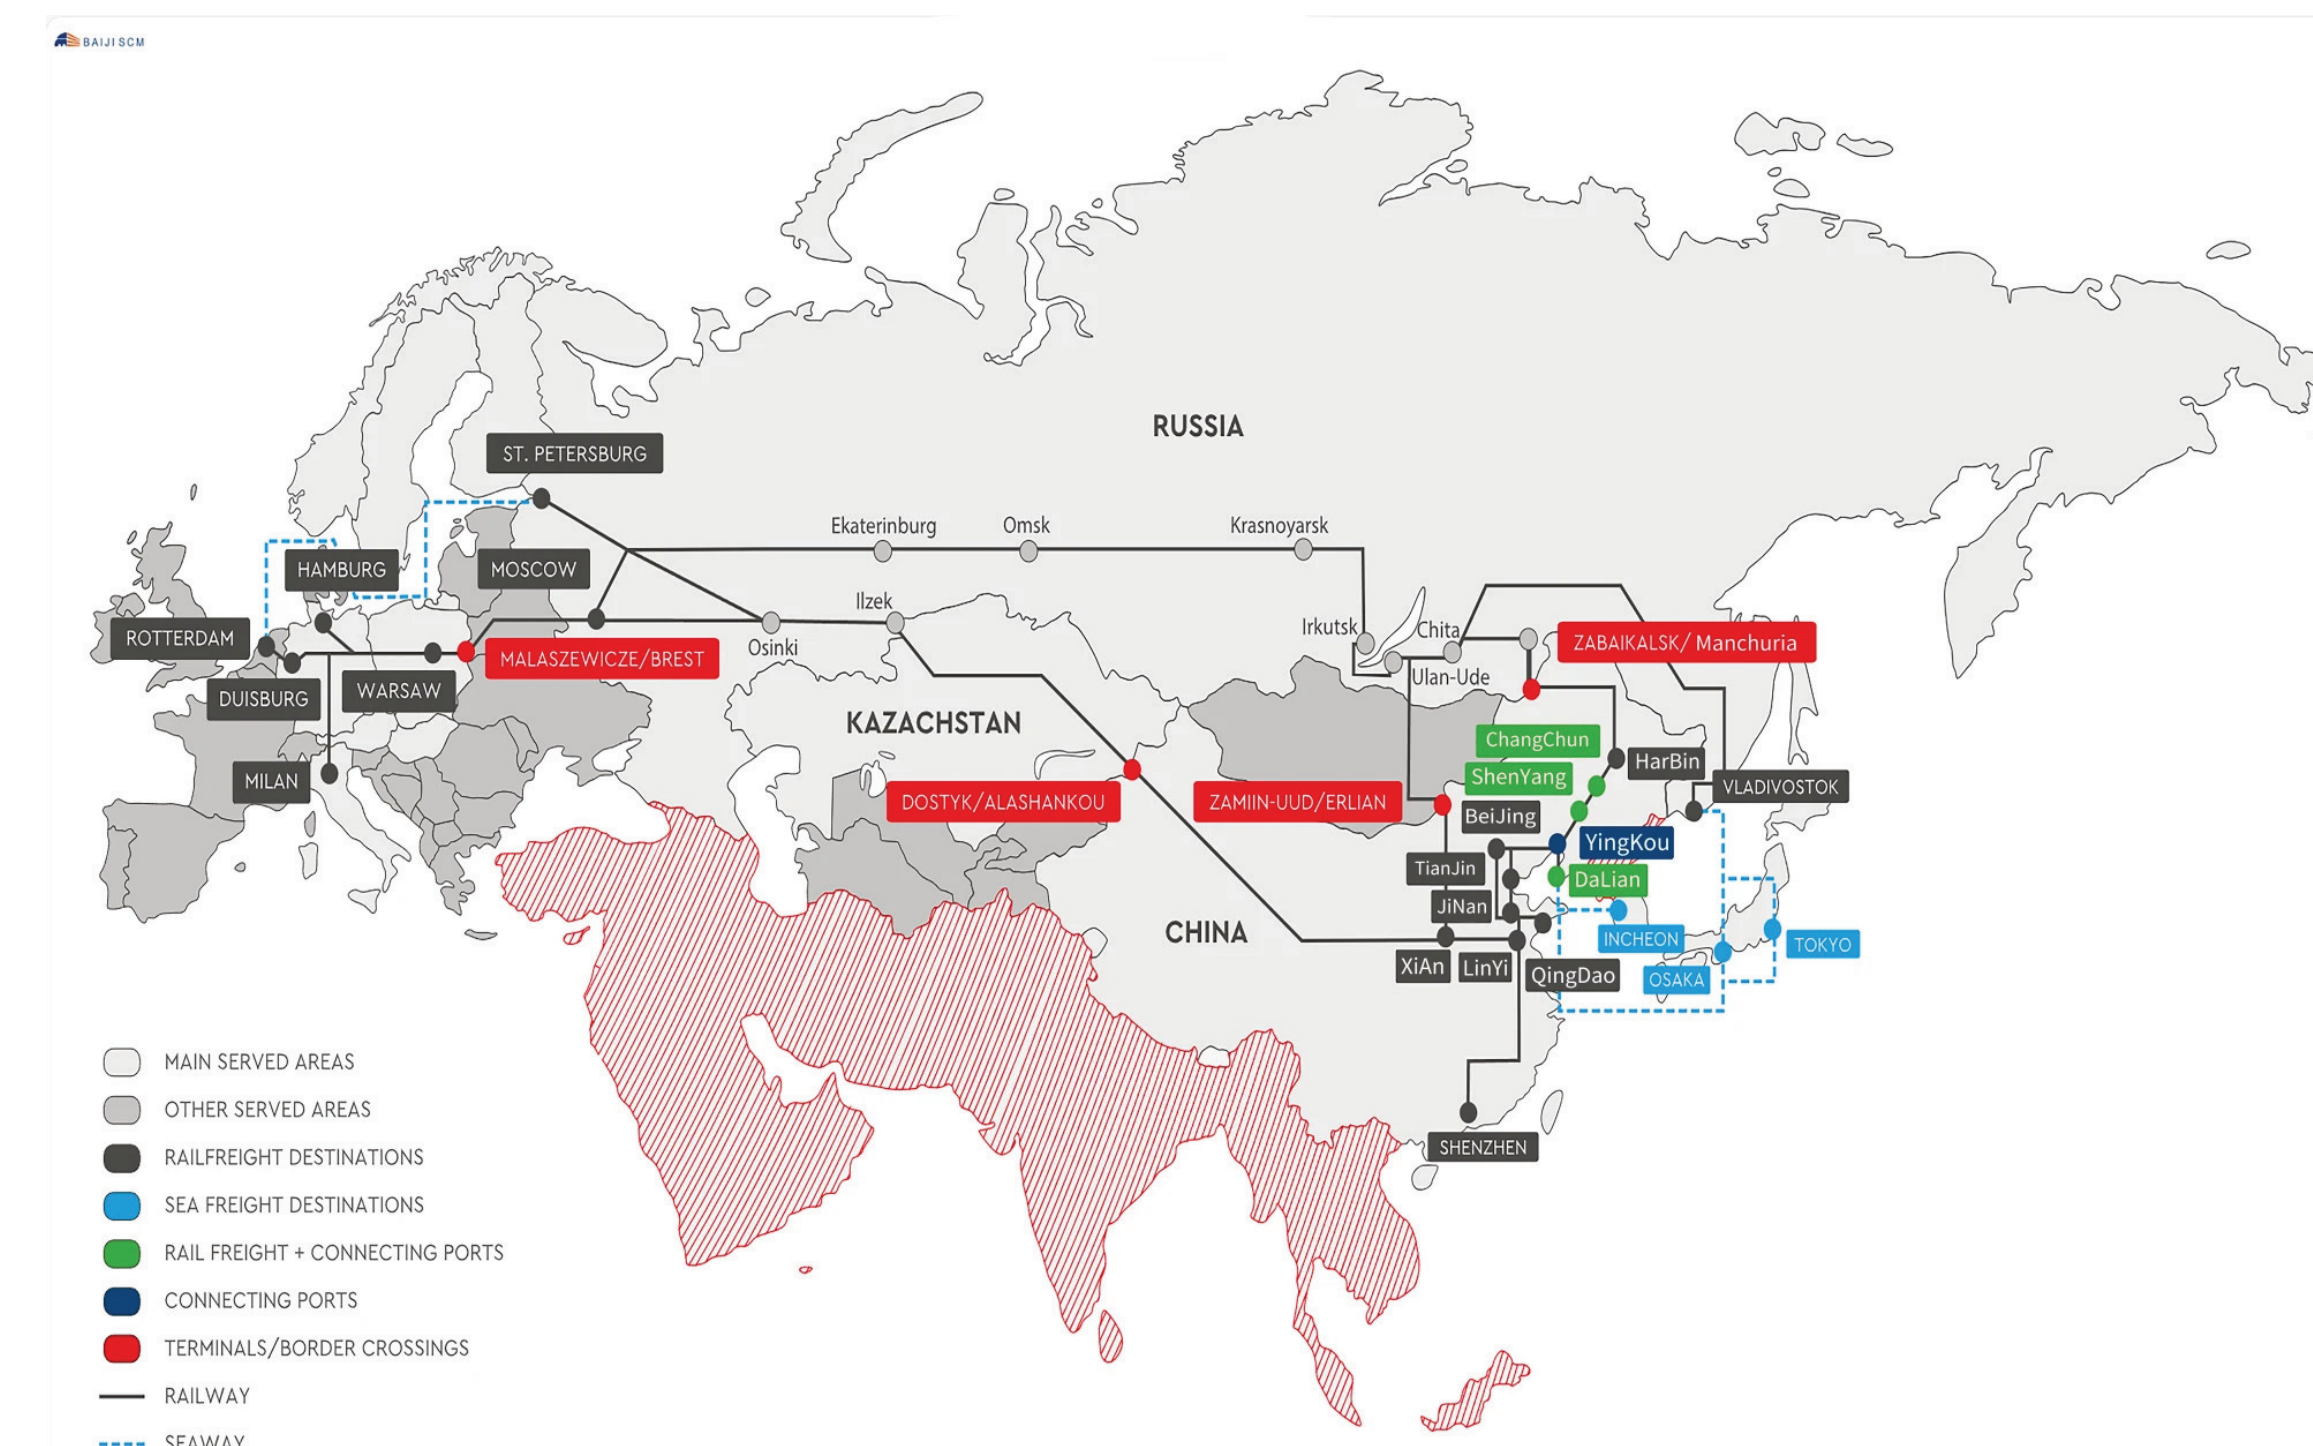 BAIJI SCM
RUSSIA
ST. PETERSBURG
Ekaterinburg
Omsk
Krasnoyarsk
HAMBURG
MOSCOW
Ilzek
ROTTERDAM
Irkutsk
Chita
ZABAIKALSK/ Manchuria
Osinki
MALASZEWICZE/BREST
Ulan-Ude
DUISBURG
WARSAW
KAZACHSTAN
ChangChun
HarBin
MILAN
ShenYang
VLADIVOSTOK
DOSTYK/ALASHANKOU
ZAMIIN-UUD/ERLIAN
BeiJing
YingKou
TianJin
DaLian
JiNan
CHINA
INCHEON
TOKYO
XiAn
LinYi
QingDao
OSAKA
SHENZHEN
MAIN SERVED AREAS
OTHER SERVED AREAS
RAILFREIGHT DESTINATIONS
SEA FREIGHT DESTINATIONS
RAIL FREIGHT + CONNECTING PORTS
CONNECTING PORTS
TERMINALS/BORDER CROSSINGS
RAILWAY
SEAWAY